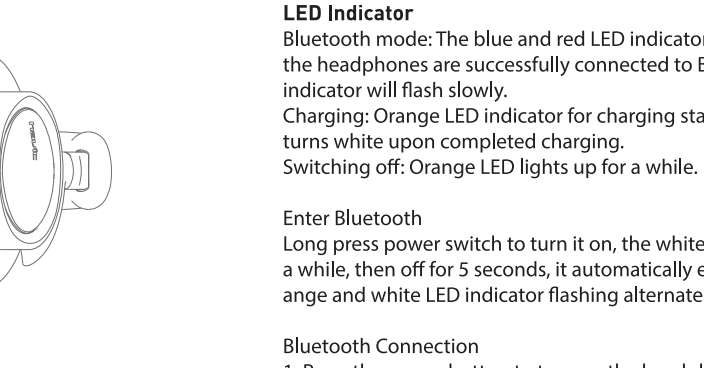 LED Indicator
Bluetooth mode: The blue and red LED indicator
the headphones are successfully connected to
indicator will flash slowly.
Charging: Orange LED indicator for charging
turns white upon completed charging.
Switching off: Orange LED lights up for a while.
Enter Bluetooth
Long press power switch to turn it on, the white
a while, then off for 5 seconds, it automatically
ange and white LED indicator flashing
Bluetooth Connection